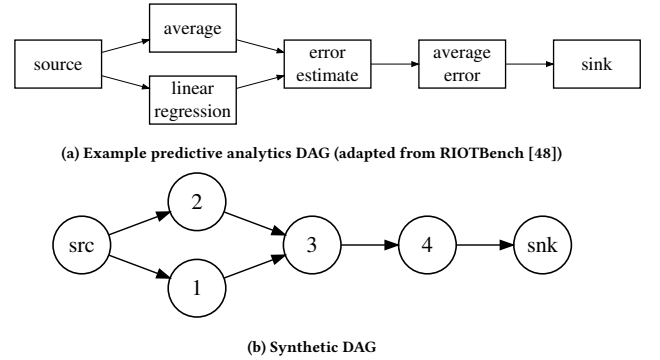 average
source
error
estimate
average
error
sink
linear
regression
(a) Example predictive analytics DAG (adapted from RIOTBench [48])
2
src
3
4
snk
1
(b) Synthetic DAG